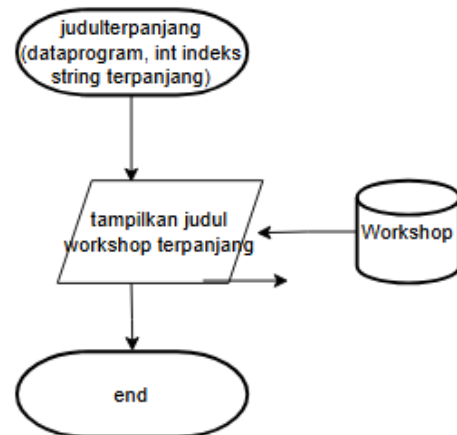 judulterpanjang
(dataprogram, int indeks
string terpanjang)
tampilkan judul
workshop terpanjang
Workshop
end